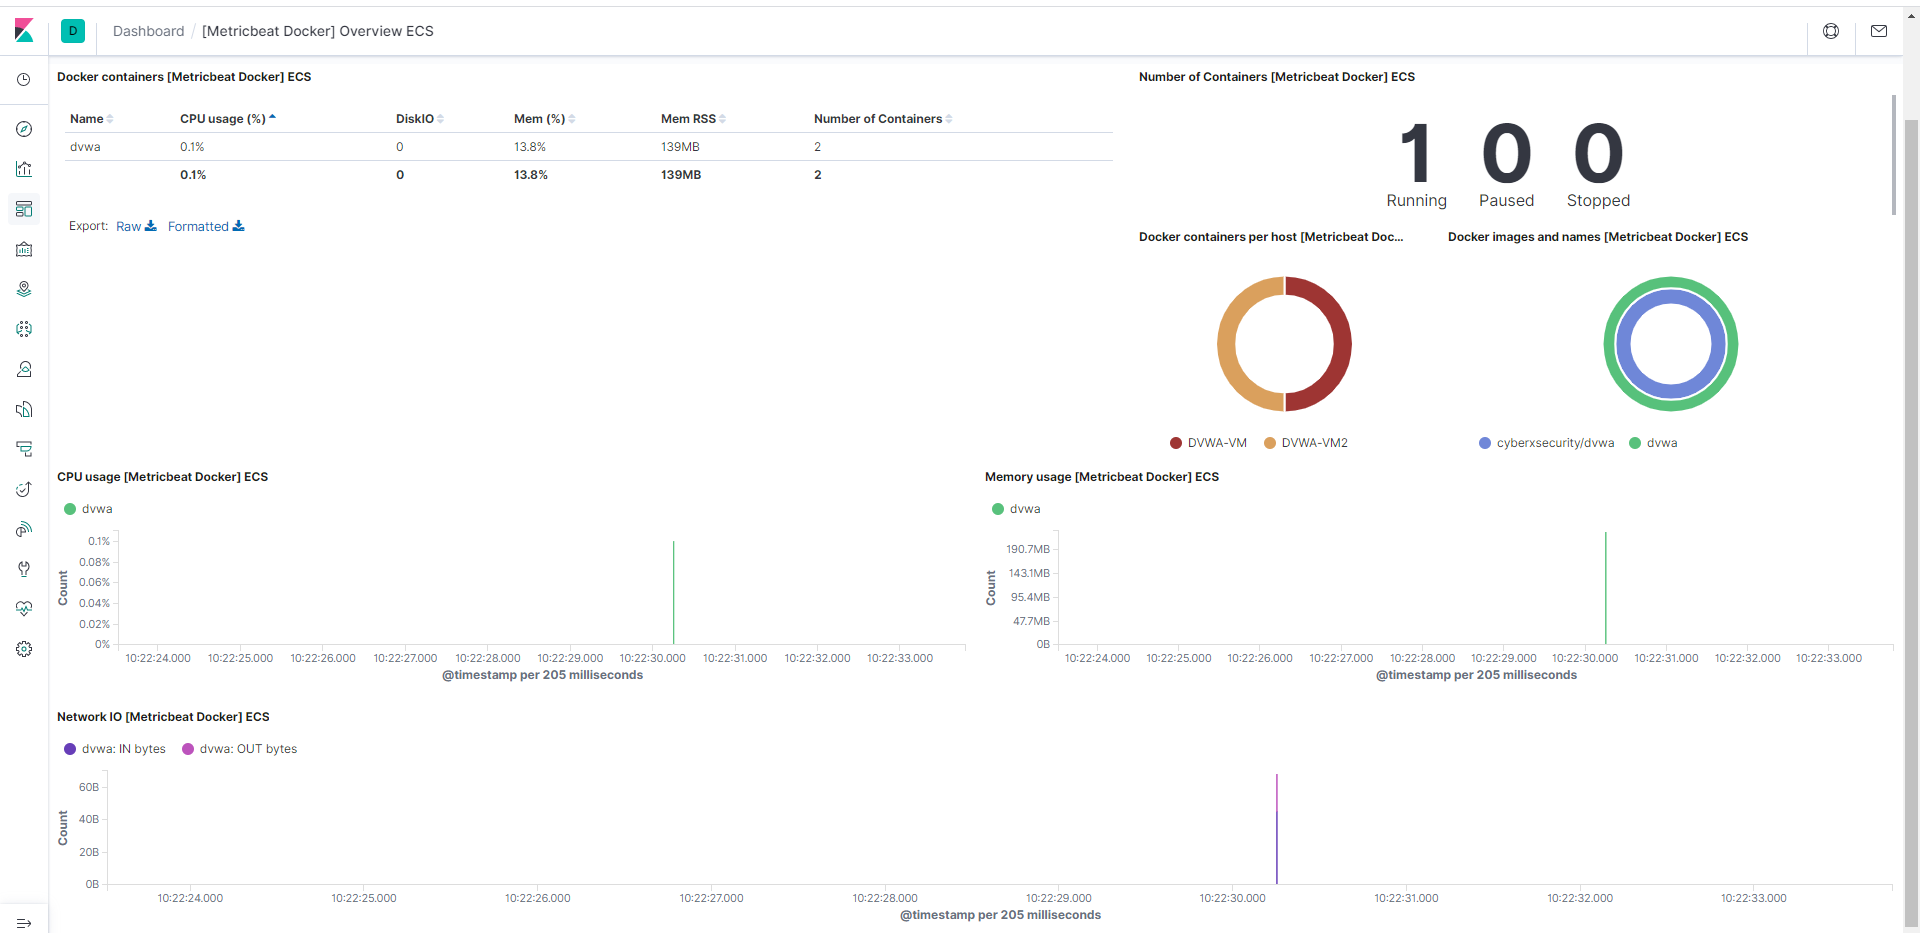 D Dashboard / [Metricbeat Docker] Overview ECS
Docker containers [Metricbeat Docker] ECS
Name CPU usage (%) DiskIO Mem (%) Mem RSS Number of Containers
dvwa 0.1% 0 13.8% 139MB 2
0.1% 0 13.8% 139MB 2
Export: Raw Formatted
Number of Containers [Metricbeat Docker] ECS
1 0 0
Running Paused Stopped
Docker containers per host [Metricbeat Doc...
DVWA-VM DVWA-VM2
Docker images and names [Metricbeat Docker] ECS
cyberxsecurity/dvwa dvwa
CPU usage [Metricbeat Docker] ECS
dvwa
Count
0.1%
0.08%
0.06%
0.04%
0.02%
0%
10:22:24.000 10:22:25.000 10:22:26.000 10:22:27.000 10:22:28.000 10:22:29.000 10:22:30.000 10:22:31.000 10:22:32.000 10:22:33.000
@timestamp per 205 milliseconds
Memory usage [Metricbeat Docker] ECS
dvwa
Count
190.7MB
143.1MB
95.4MB
47.7MB
0B
10:22:24.000 10:22:25.000 10:22:26.000 10:22:27.000 10:22:28.000 10:22:29.000 10:22:30.000 10:22:31.000 10:22:32.000 10:22:33.000
@timestamp per 205 milliseconds
Network IO [Metricbeat Docker] ECS
dvwa: IN bytes dvwa: OUT bytes
Count
60B
40B
20B
0B
10:22:24.000 10:22:25.000 10:22:26.000 10:22:27.000 10:22:28.000 10:22:29.000 10:22:30.000 10:22:31.000 10:22:32.000 10:22:33.000
@timestamp per 205 milliseconds